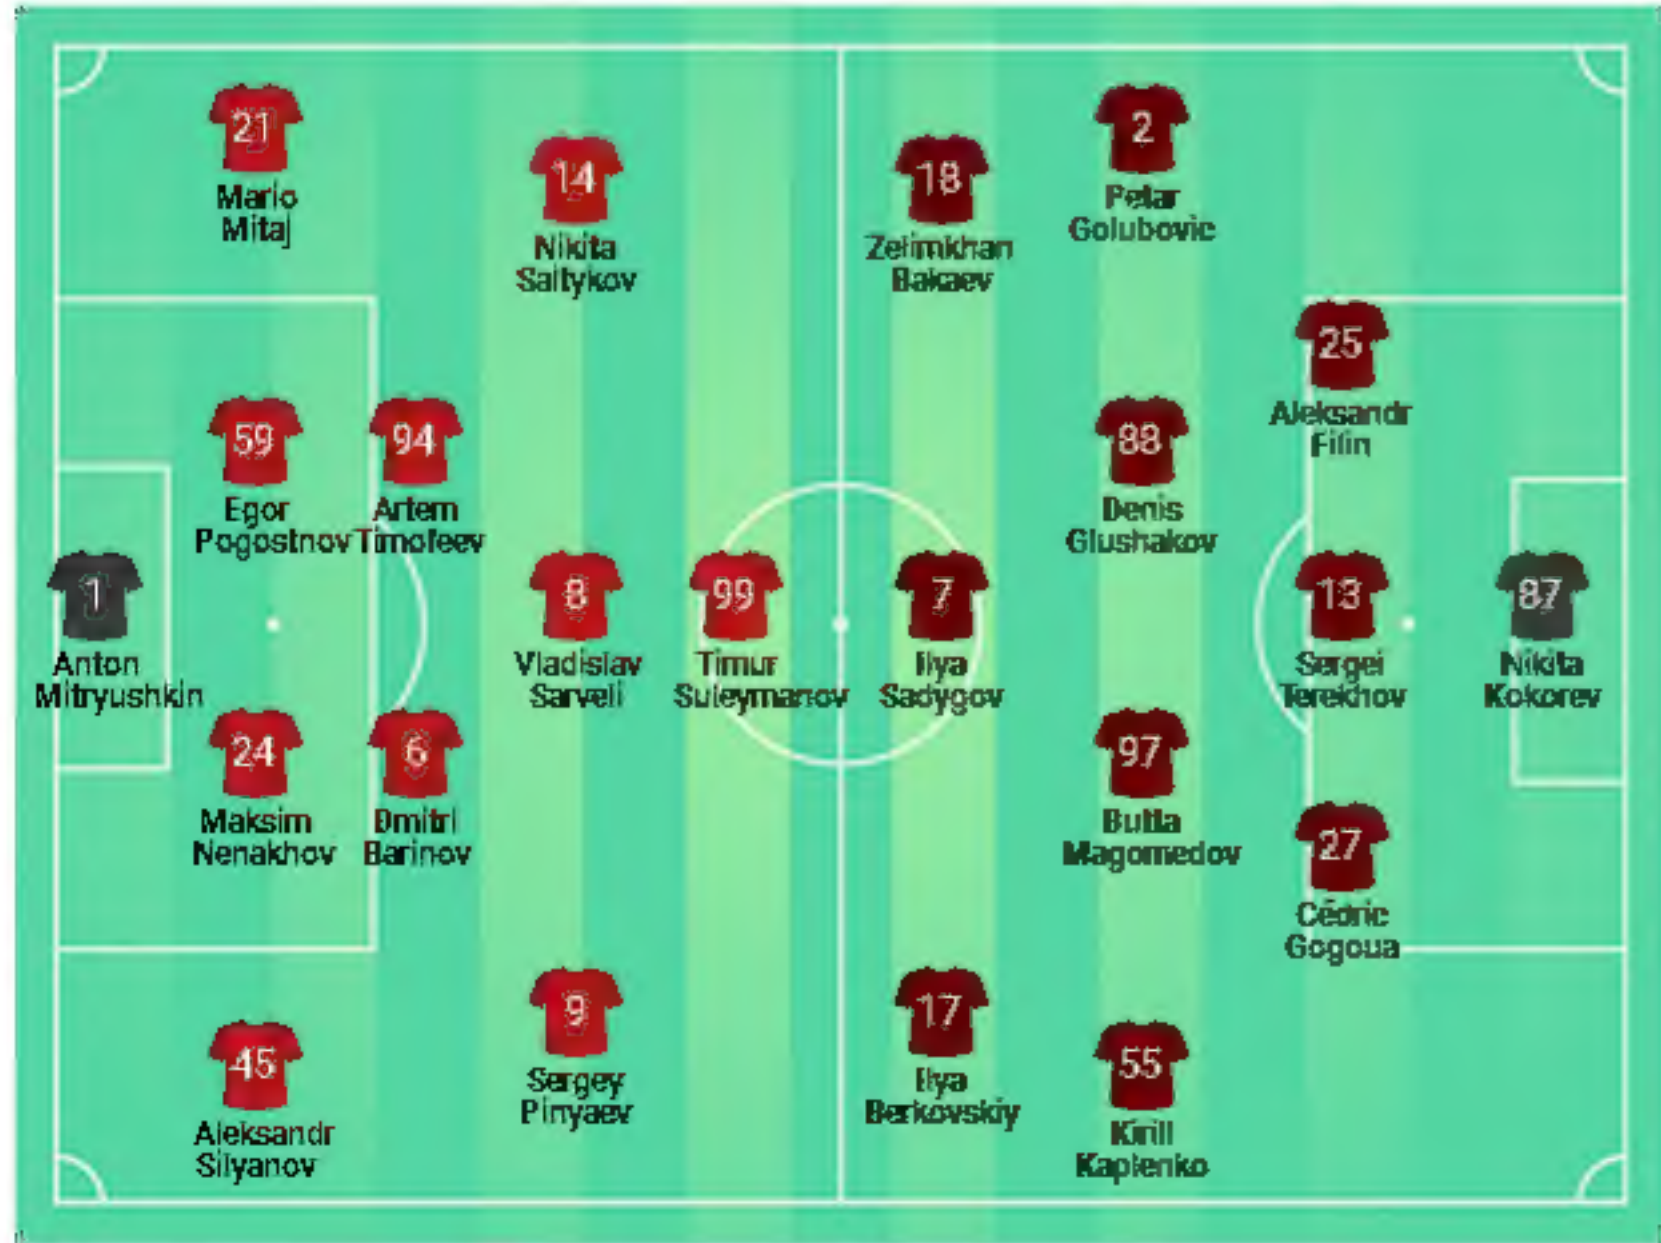 21
Mario
Mitaj
14
Nikita
Saltykov
18
Zelimkhan
Bakaev
2
Petar
Golubovic
59
Egor
Pogostnov
94
Artem
Timofeev
88
Denis
Glushakov
25
Aleksandr
Filin
1
Anton
Mitryushkin
8
Vladislav
Sarveli
99
Timur
Suleymanov
7
Ilya
Sadygov
13
Sergei
Terekhov
87
Nikita
Kokorev
24
Maksim
Nenakhov
6
Dmitri
Barinov
97
Butta
Magomedov
27
Cédric
Gogoua
45
Aleksandr
Silyanov
9
Sergey
Pinyaev
17
Ilya
Berkovskiy
55
Kirill
Kaplenko